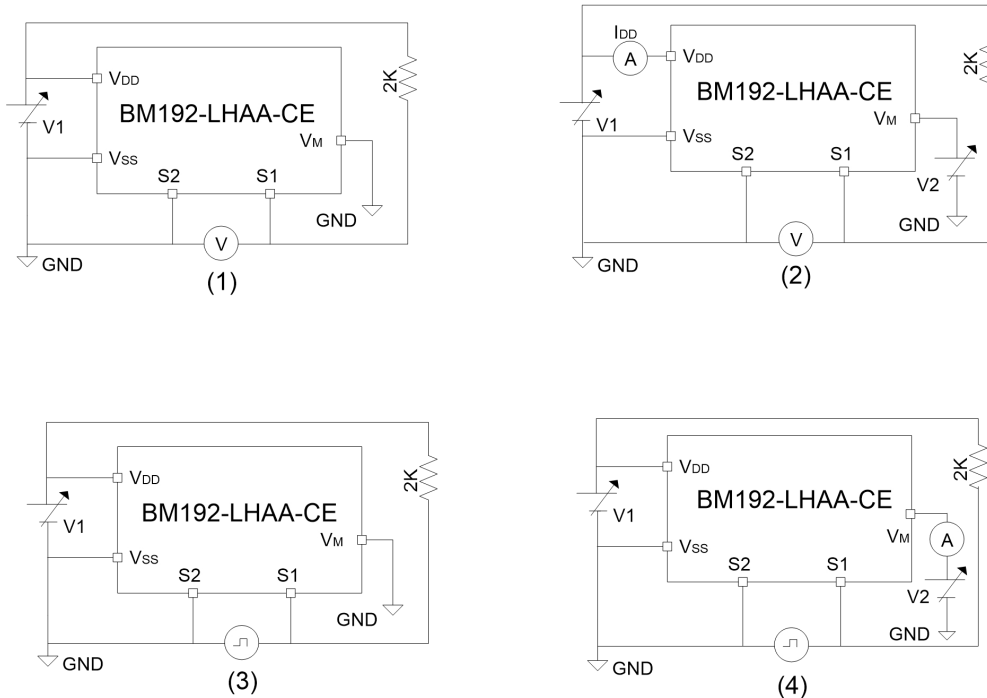 VDD
2K
BM192-LHAA-CE
V1
VM
VSS
S2
S1
GND
V
GND
(1)
IDD
A
VDD
2K
BM192-LHAA-CE
V1
VM
VSS
S2
S1
V2
GND
V
GND
(2)
VDD
2K
BM192-LHAA-CE
V1
VM
VSS
S2
S1
GND
GND
(3)
VDD
2K
BM192-LHAA-CE
V1
VM
A
VSS
S2
S1
V2
GND
GND
(4)